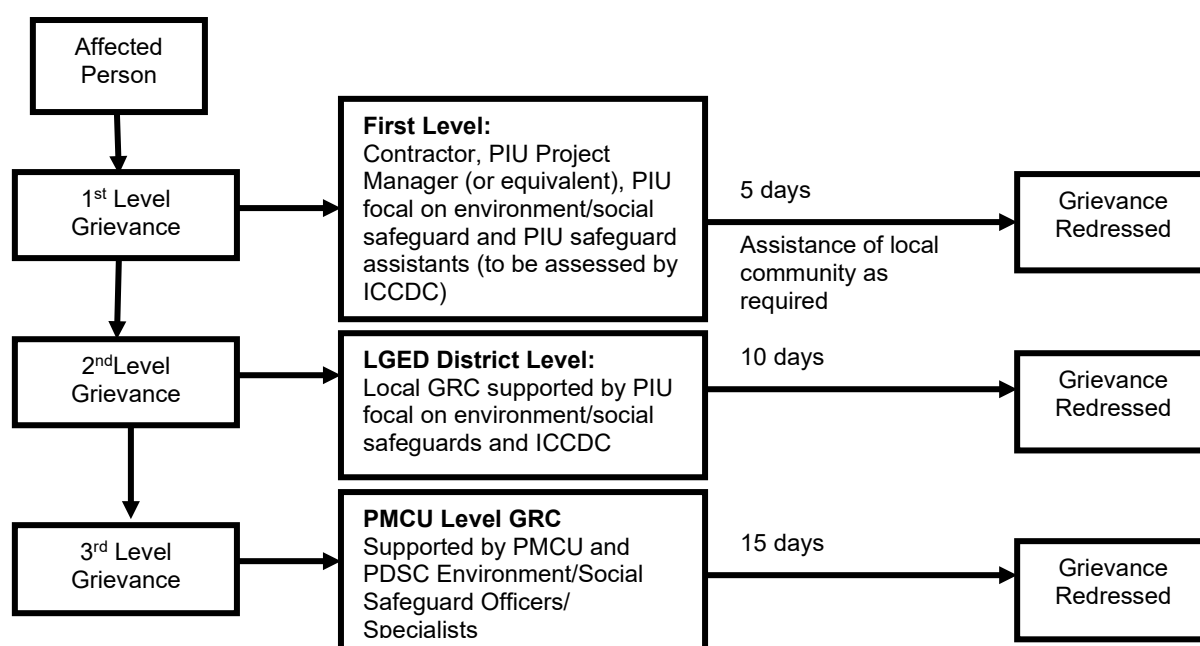 Affected
Person
1st Level
Grievance
First Level:
Contractor, PIU Project
Manager (or equivalent), PIU
focal on environment/social
safeguard and PIU safeguard
assistants (to be assessed by
ICCDC)
5 days
Assistance of local
community as
required
Grievance
Redressed
2ndLevel
Grievance
LGED District Level:
Local GRC supported by PIU
focal on environment/social
safeguards and ICCDC
10 days
Grievance
Redressed
3rd Level
Grievance
PMCU Level GRC
Supported by PMCU and
PDSC Environment/Social
Safeguard Officers/
Specialists
15 days
Grievance
Redressed